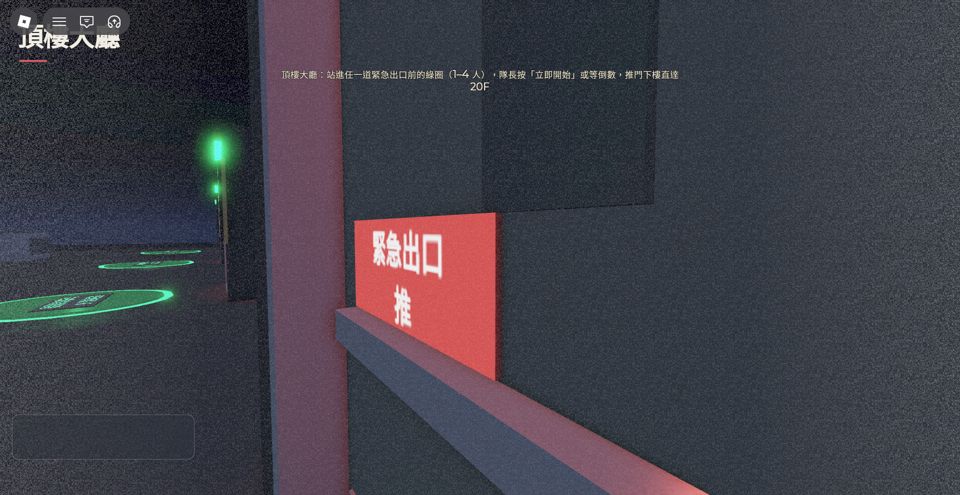 頂樓大廳
頂樓大廳：站進任一道緊急出口前的綠圈（1–4 人），隊長按「立即開始」或等倒數，推門下樓直達
20F
緊急出口
推